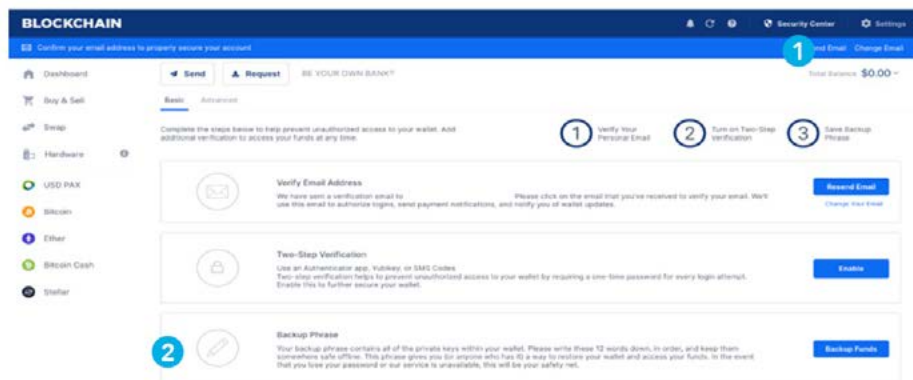 BLOCKCHAIN
Security Center
Settings
Confirm your email address to properly secure your account
1
Email
Change Email
Dashboard
Send
Request
BE YOUR OWN BANK®
Total Balance $0.00
Buy & Sell
Basic
Advanced
Swap
Complete the steps below to help prevent unauthorized access to your wallet. Add
additional verification to access your funds at any time.
1
Verify Your
Personal Email
2
Turn on Two-Step
Verification
3
Save Backup
Phrase
Hardware
USD PAX
Bitcoin
Ether
Bitcoin Cash
Stellar
Verify Email Address
We have sent a verification email to
Please click on the email that you've received to verify your email. We'll
use this email to authorize logins, send payment notifications, and notify you of wallet updates.
Resend Email
Change Your Email
Two-Step Verification
Use an Authenticator app, Yubikey, or SMS Codes
Two-step verification helps to prevent unauthorized access to your wallet by requiring a one-time password for every login attempt.
Enable this to further secure your wallet.
Enable
2
Backup Phrase
Your backup phrase contains all of the private keys within your wallet. Please write these 12 words down, in order, and keep them
somewhere safe offline. This phrase gives you (or anyone who has it) a way to restore your wallet and access your funds. In the event
that you lose your password or our service is unavailable, this will be your safety net.
Backup Funds